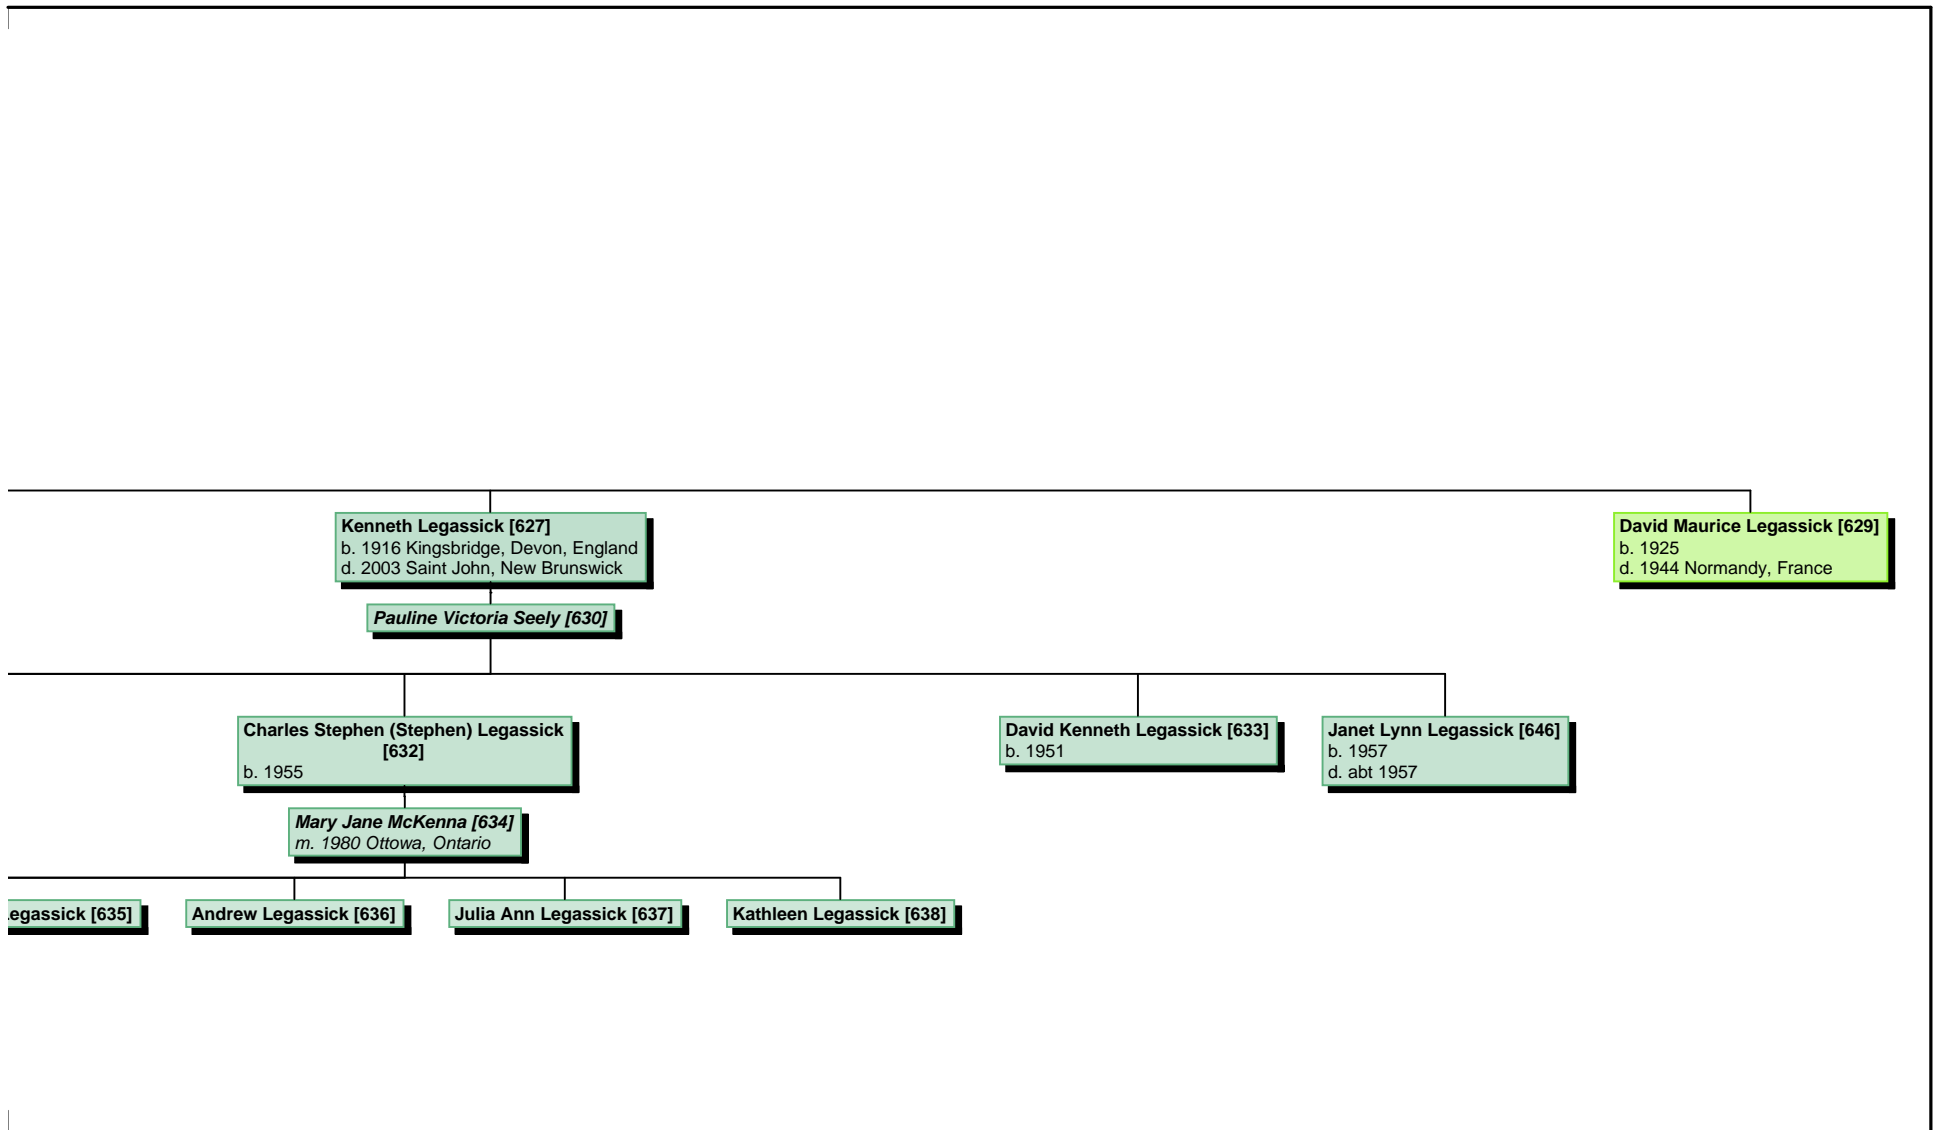 Kenneth Legassick [627]
b. 1916 Kingsbridge, Devon, England
d. 2003 Saint John, New Brunswick
David Maurice Legassick [629]
b. 1925
d. 1944 Normandy, France
Pauline Victoria Seely [630]
Charles Stephen (Stephen) Legassick
[632]
b. 1955
David Kenneth Legassick [633]
b. 1951
Janet Lynn Legassick [646]
b. 1957
d. abt 1957
Mary Jane McKenna [634]
m. 1980 Ottowa, Ontario
egassick [635]
Andrew Legassick [636]
Julia Ann Legassick [637]
Kathleen Legassick [638]